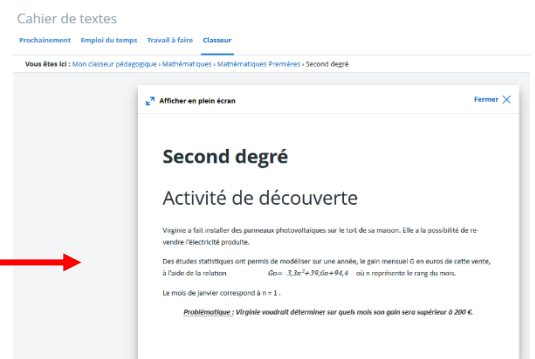 Cahier de textes
Prochainement Emploi du temps Travail à faire Classeur
Vous êtes ici : Mon classeur pédagogique › Mathématiques › Mathématiques Premières › Second degré
Afficher en plein écran Fermer
Second degré
Activité de découverte
Virginie a fait installer des panneaux photovoltaïques sur le toit de sa maison. Elle a la possibilité de re-
vendre l'électricité produite.
Des études statistiques ont permis de modéliser sur une année, le gain mensuel G en euros de cette vente,
à l'aide de la relation Gn= -3,3n²+39,6n+94,4 où n représente le rang du mois.
Le mois de janvier correspond à n = 1 .
Problématique : Virginie voudrait déterminer sur quels mois son gain sera supérieur à 200 €.